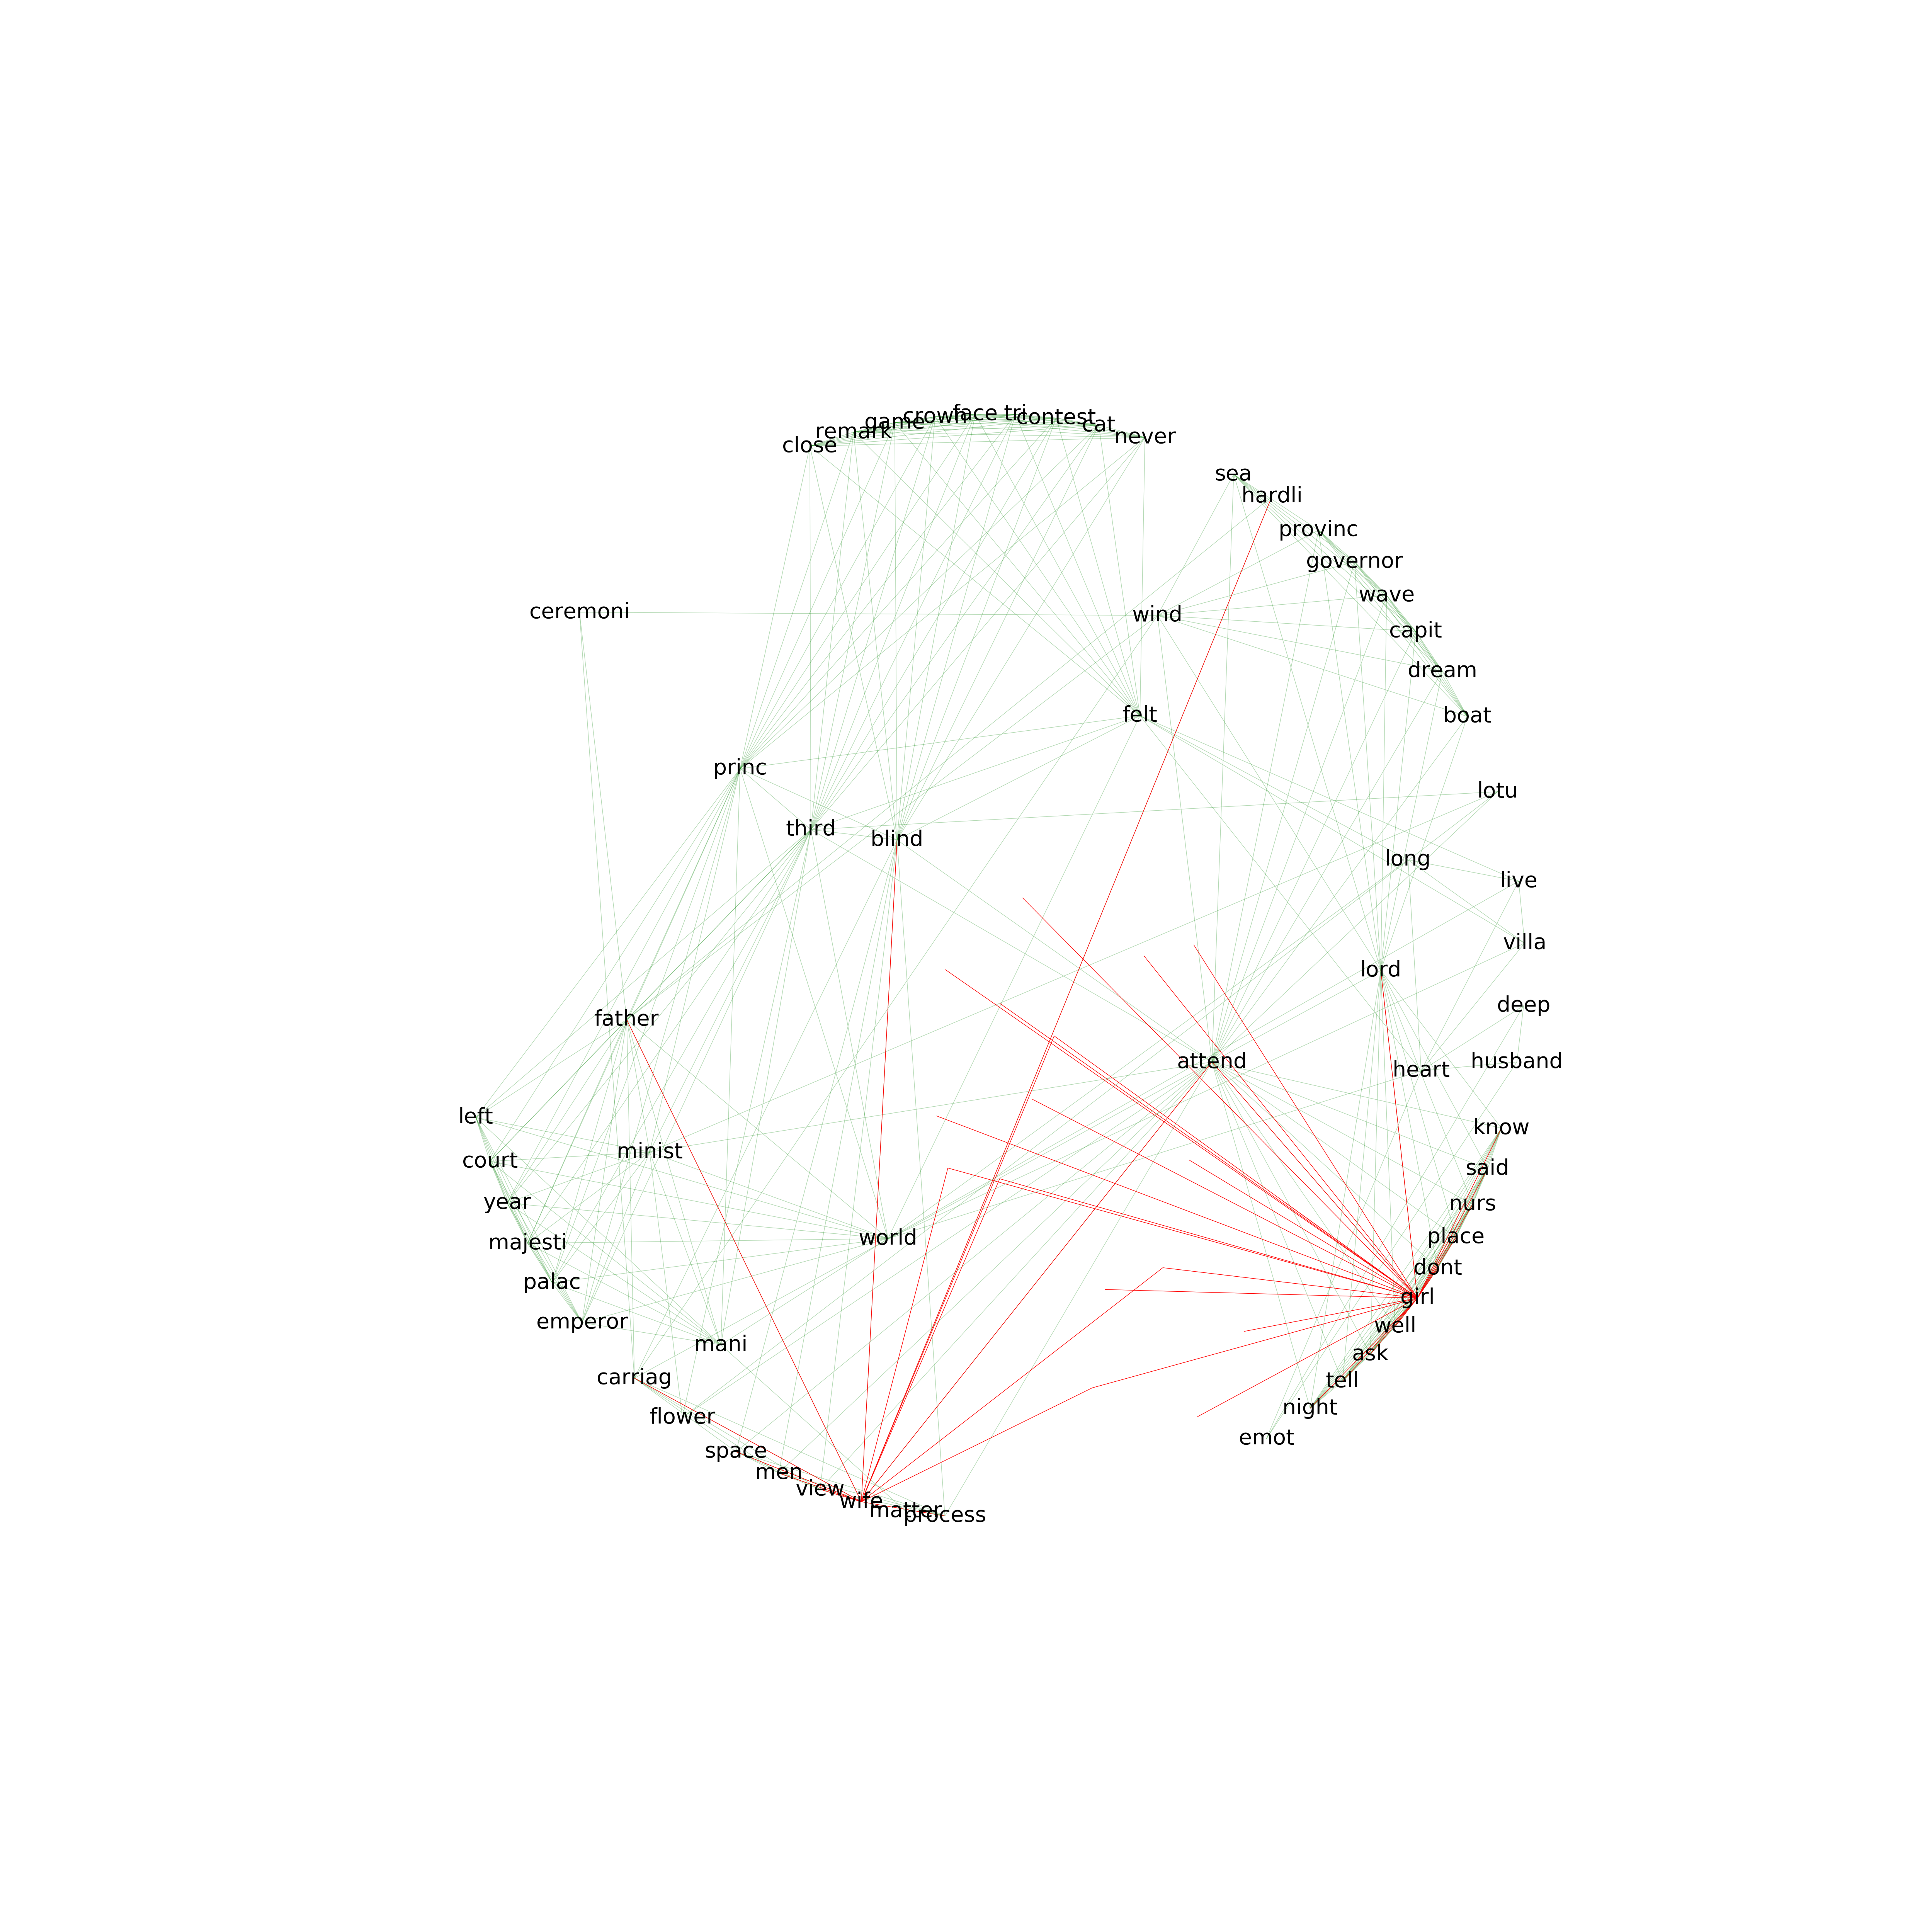 face
tri
crown
contest
game
cat
remark
never
close
sea
hardli
provinc
governor
wave
ceremoni
wind
capit
dream
felt
boat
princ
lotu
third
blind
long
live
villa
lord
deep
father
attend
husband
heart
left
know
minist
court
said
year
nurs
place
world
majesti
dont
palac
girl
emperor
well
mani
ask
carriag
tell
night
flower
emot
space
men
view
wife
matter
process